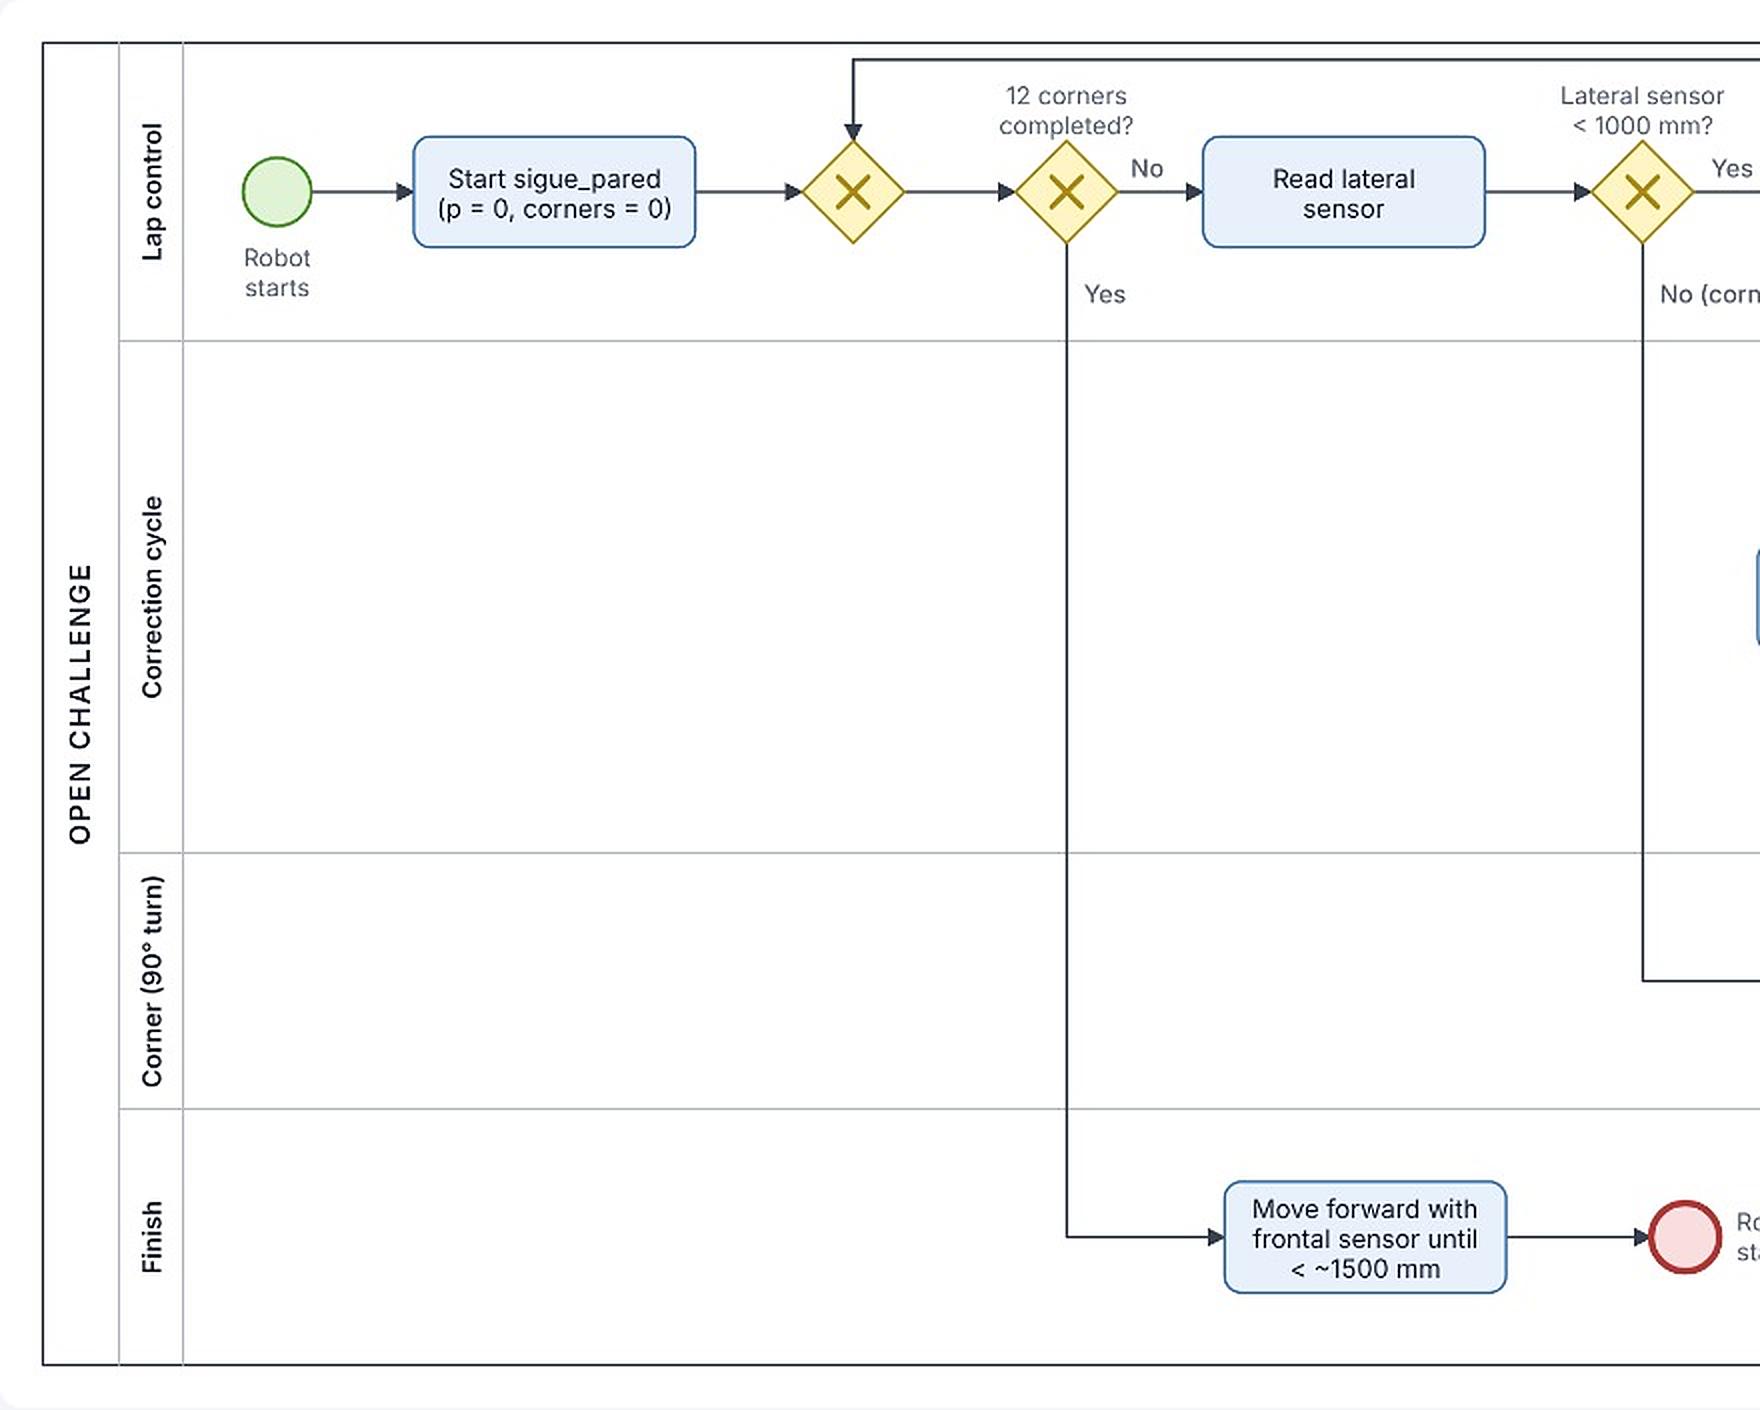 OPEN CHALLENGE
Lap control
Robot
starts
Start sigue_pared
(p = 0, corners = 0)
12 corners
completed?
No
Yes
Read lateral
sensor
Lateral sensor
< 1000 mm?
Yes
No
Correction cycle
Corner (90° turn)
Finish
Move forward with
frontal sensor until
< ~1500 mm